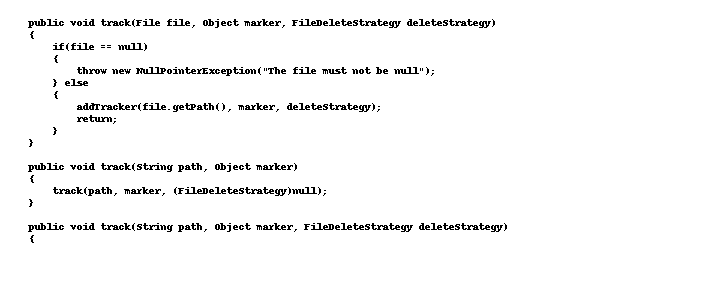 public void track(File file, Object marker, FileDeleteStrategy deleteStrategy)
{
if(file == null)
{
throw new NullPointerException("The file must not be null");
} else
{
addTracker(file.getPath(), marker, deleteStrategy);
return;
}
}
public void track(String path, Object marker)
{
track(path, marker, (FileDeleteStrategy)null);
}
public void track(String path, Object marker, FileDeleteStrategy deleteStrategy)
{